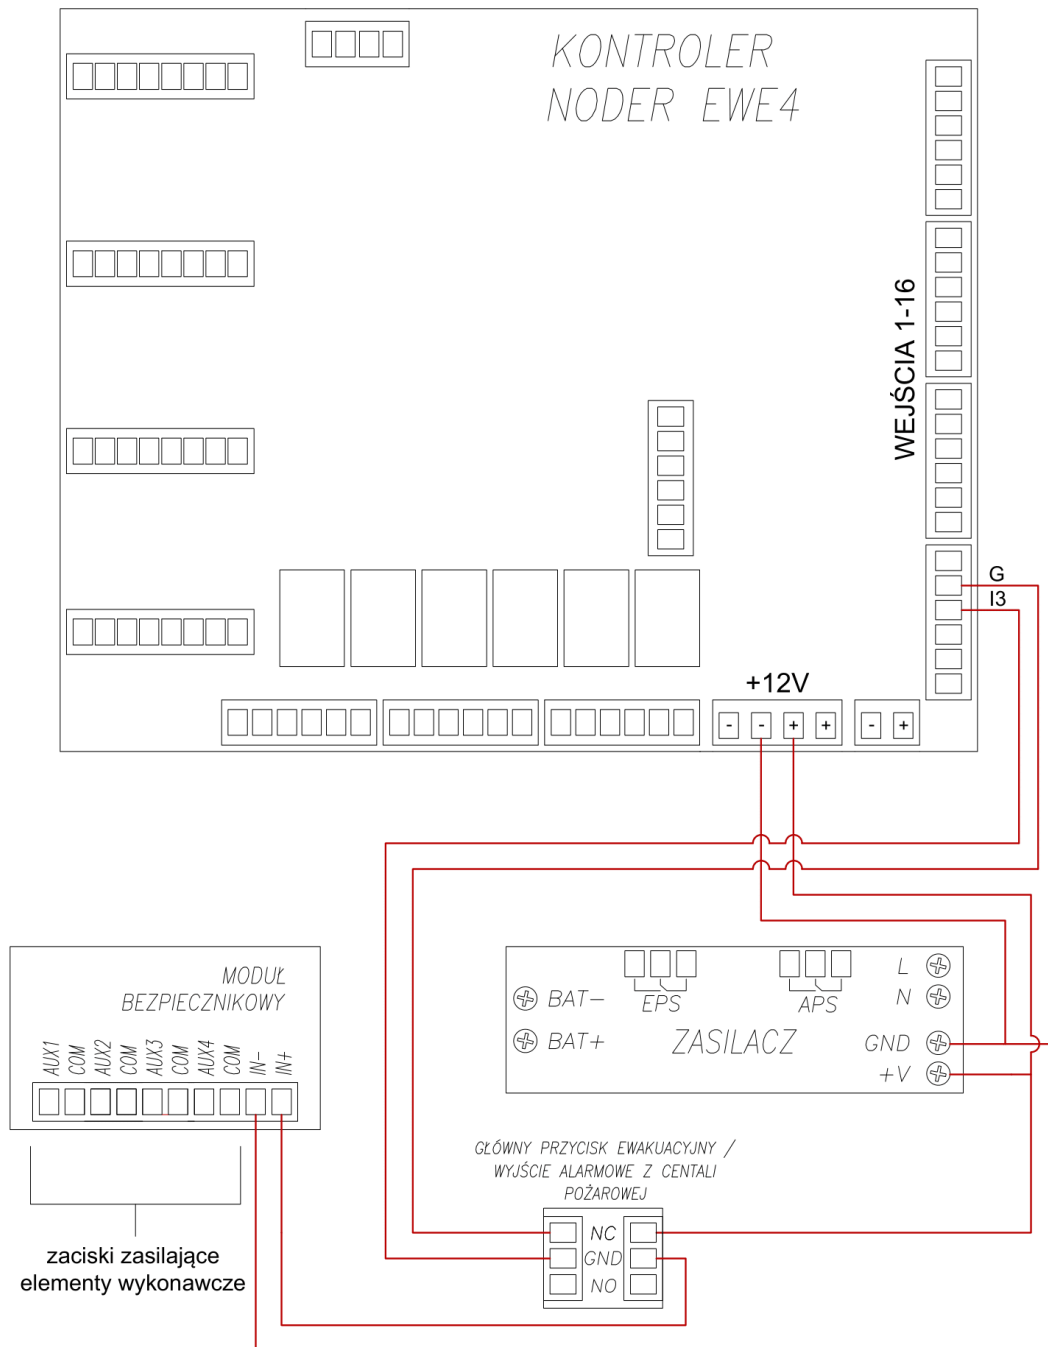 KONTROLER
NODER EWE4
WEJŚCIA 1-16
G
I3
+12V
- - + +
- +
MODUŁ
BEZPIECZNIKOWY
AUX1 COM AUX2 COM AUX3 COM AUX4 COM IN- IN+
zaciski zasilające
elementy wykonawcze
BAT-
BAT+
EPS
APS
ZASILACZ
L
N
GND
+V
GŁÓWNY PRZYCISK EWAKUACYJNY /
WYJŚCIE ALARMOWE Z CENTALI
POŻAROWEJ
NC
GND
NO